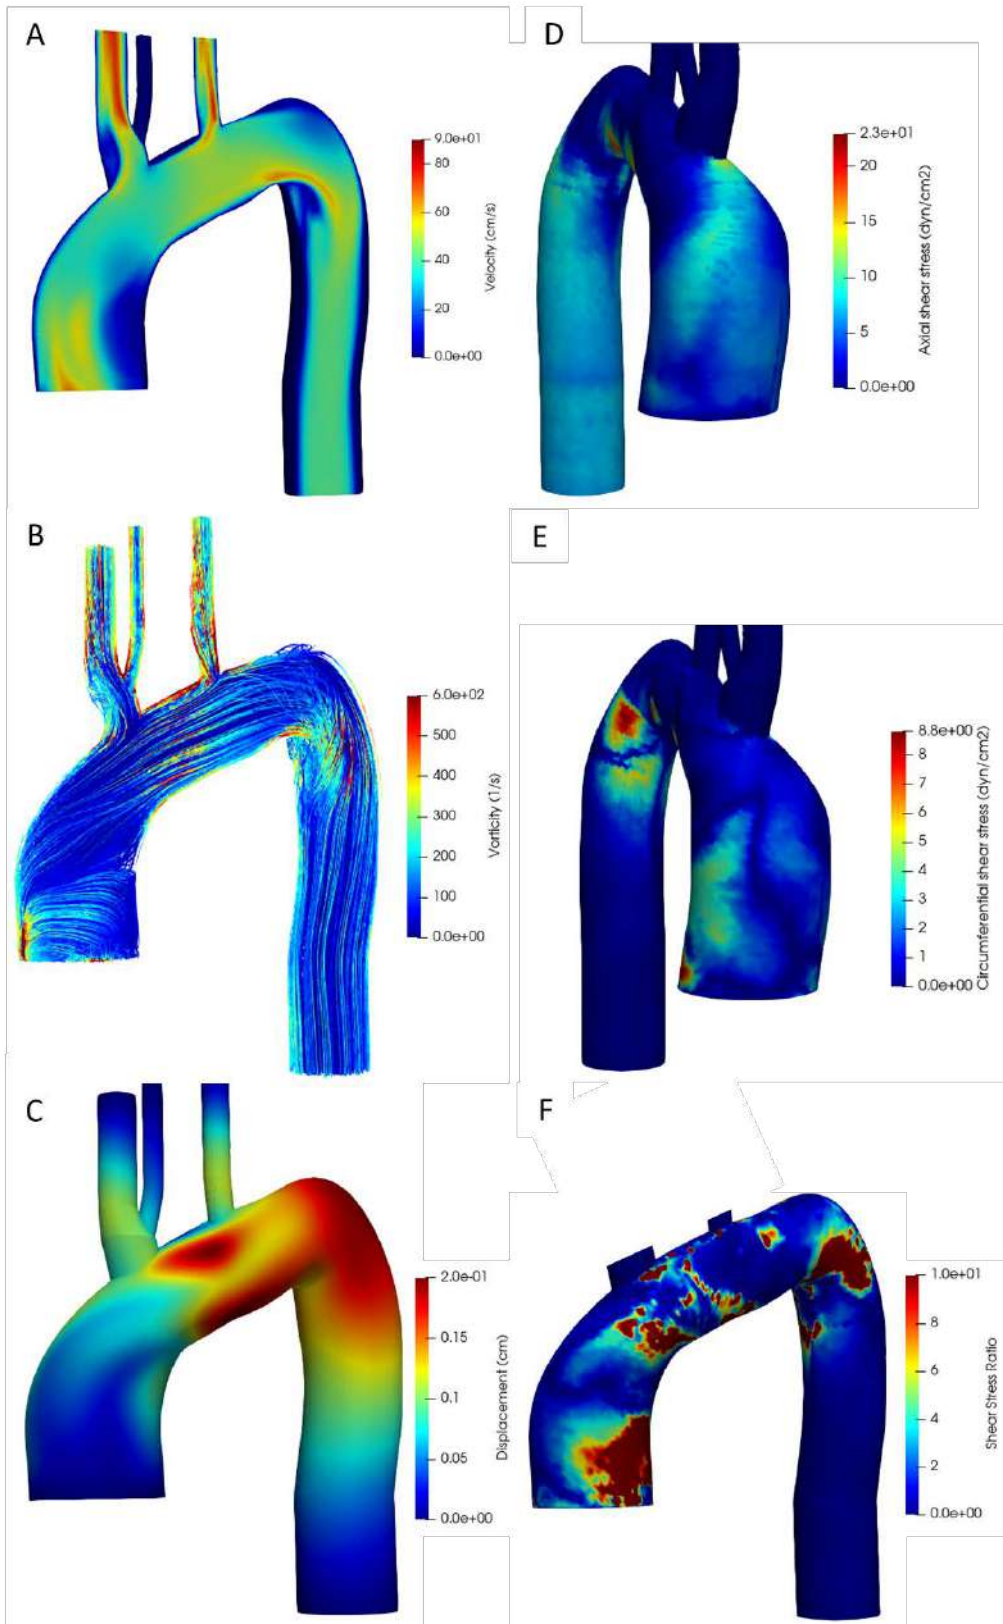 A
9.0e+01
80
60
40
20
0.0e+00
Velocity (cm/s)
D
2.3e+01
20
15
10
5
0.0e+00
Axial shear stress (dyn/cm2)
B
6.0e+02
500
400
300
200
100
0.0e+00
Vorticity (1/s)
E
8.8e+00
8
7
6
5
4
3
2
1
0.0e+00
Circumferential shear stress (dyn/cm2)
C
2.0e-01
0.15
0.1
0.05
0.0e+00
Displacement (cm)
F
1.0e+01
8
6
4
2
0.0e+00
Shear Stress Ratio